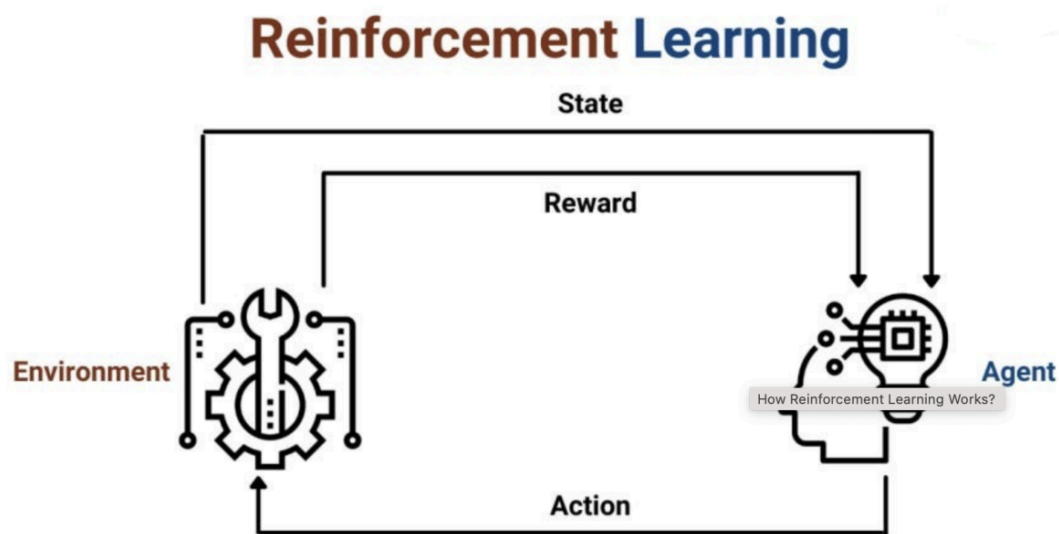 Reinforcement Learning
State
Reward
Environment
Agent
How Reinforcement Learning Works?
Action